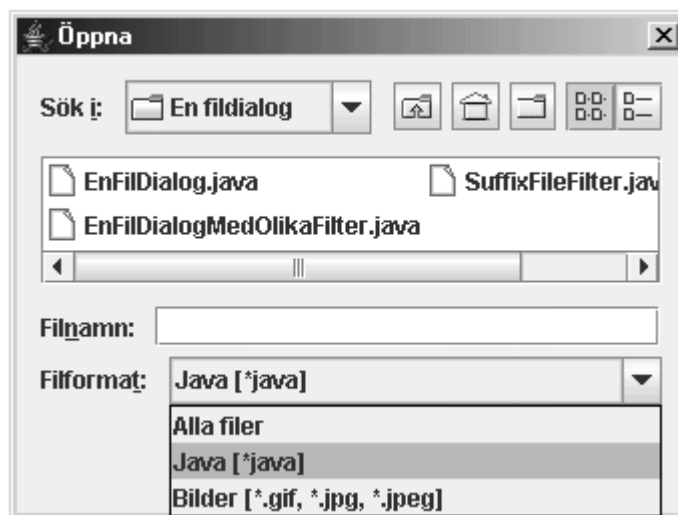 Öppna
Sök i: En fildialog
EnFilDialog.java SuffixFileFilter.jav
EnFilDialogMedOlikaFilter.java
Filnamn:
Filformat: Java [*java]
Alla filer
Java [*java]
Bilder [*.gif, *.jpg, *.jpeg]